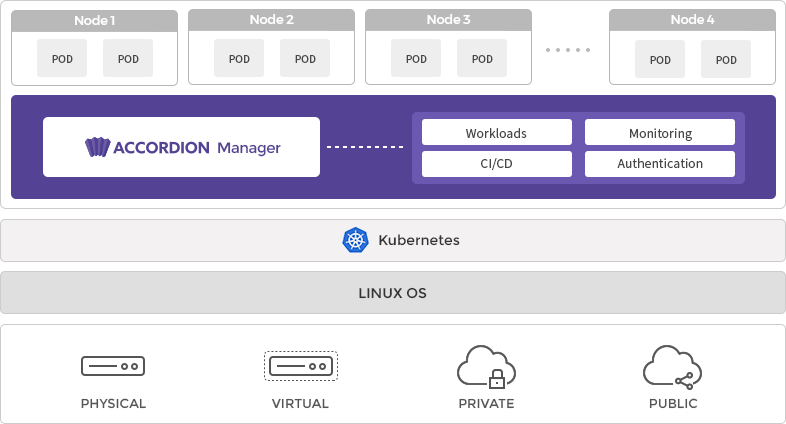 Node 1
Node 2
Node 3
Node 4
POD POD
POD POD
POD POD
POD POD
ACCORDION Manager
Workloads
Monitoring
CI/CD
Authentication
Kubernetes
LINUX OS
PHYSICAL
VIRTUAL
PRIVATE
PUBLIC